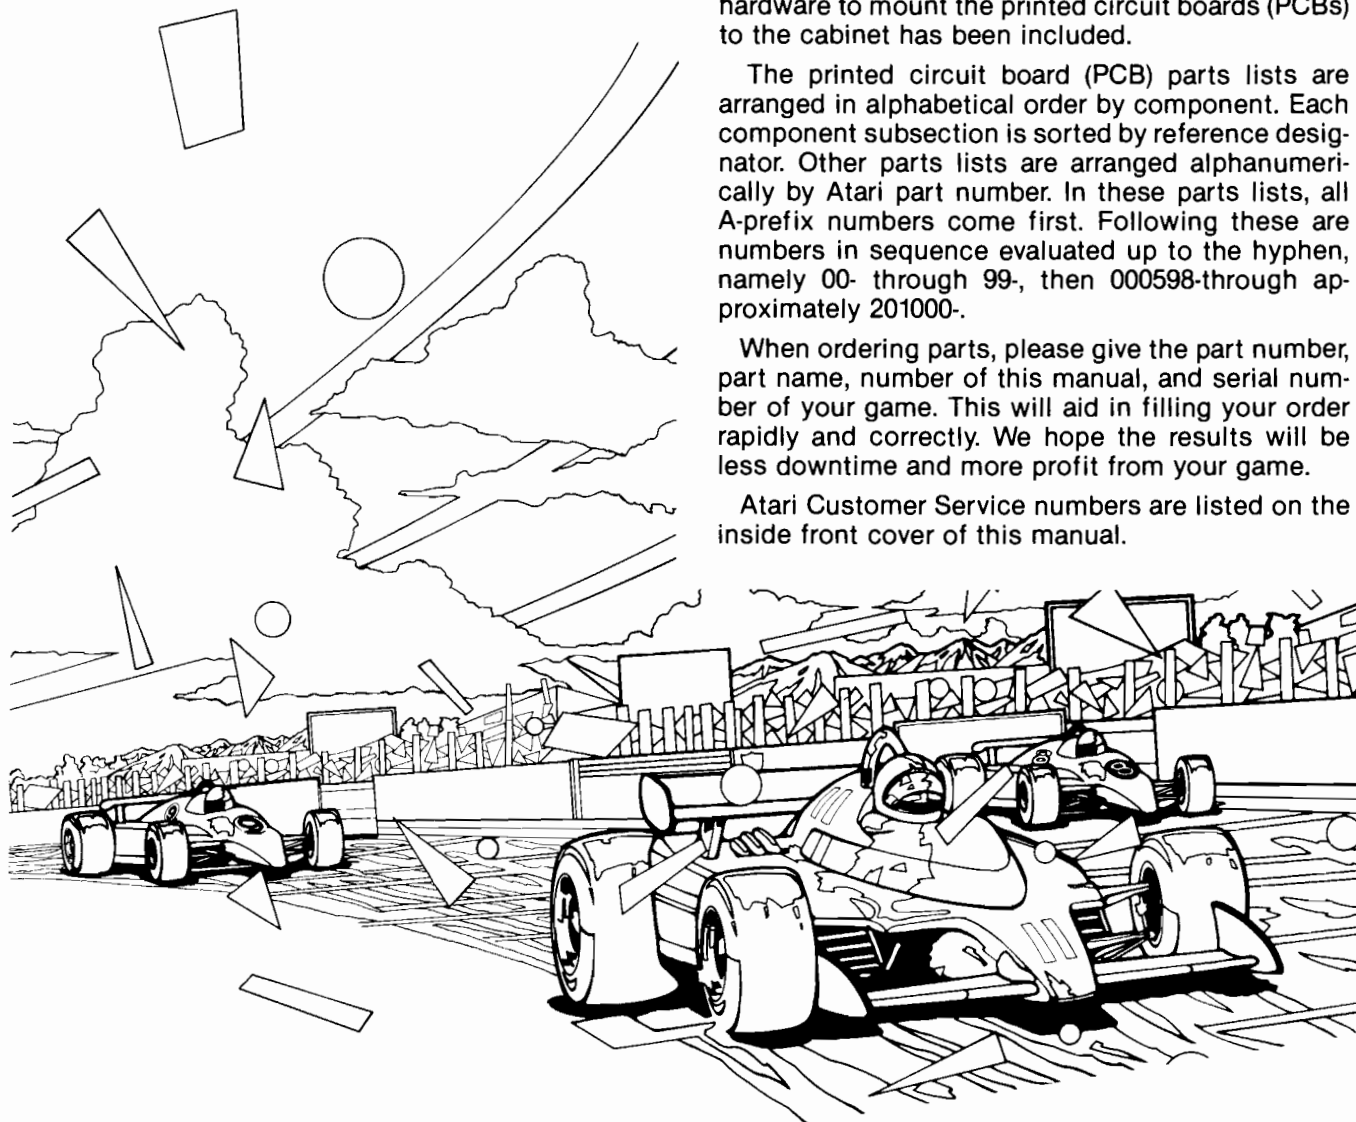 hardware to mount the printed circuit boards (PCBs)
to the cabinet has been included.
The printed circuit board (PCB) parts lists are
arranged in alphabetical order by component. Each
component subsection is sorted by reference desig-
nator. Other parts lists are arranged alphanumeri-
cally by Atari part number. In these parts lists, all
A-prefix numbers come first. Following these are
numbers in sequence evaluated up to the hyphen,
namely 00- through 99-, then 000598-through ap-
proximately 201000-.
When ordering parts, please give the part number,
part name, number of this manual, and serial num-
ber of your game. This will aid in filling your order
rapidly and correctly. We hope the results will be
less downtime and more profit from your game.
Atari Customer Service numbers are listed on the
inside front cover of this manual.